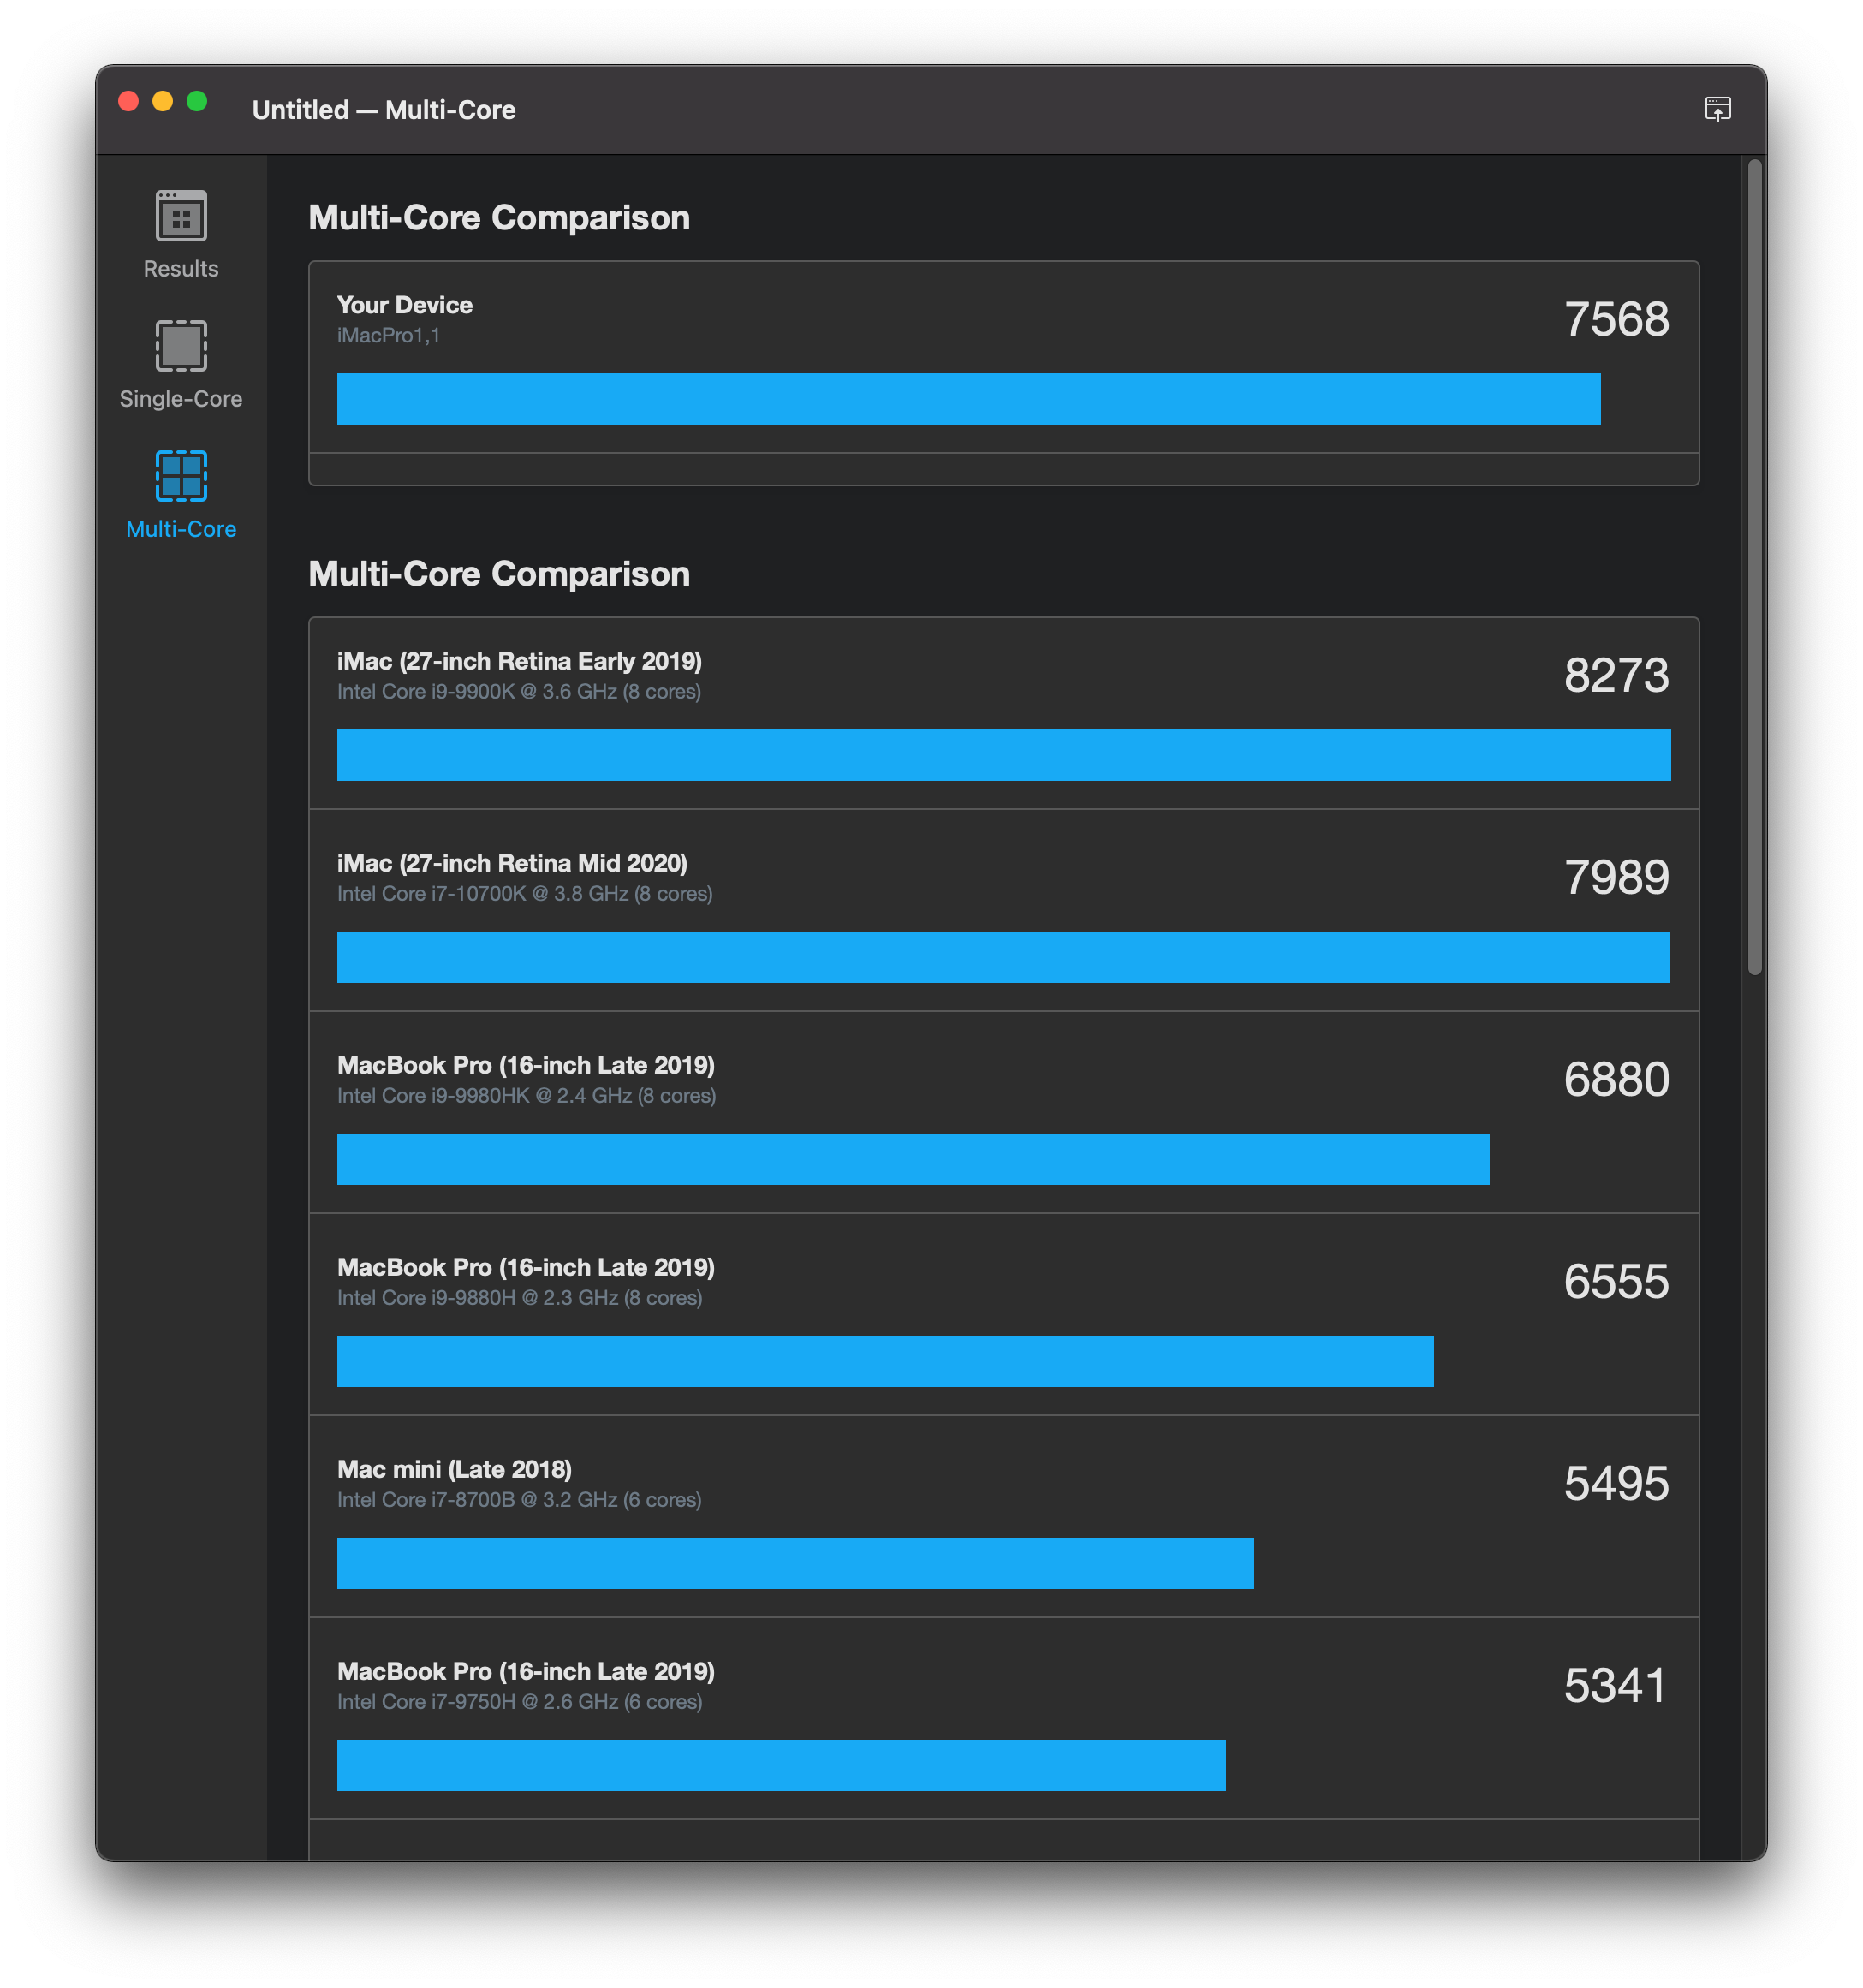 Untitled — Multi-Core
Results
Single-Core
Multi-Core
Multi-Core Comparison
Your Device
iMacPro1,1
7568
Multi-Core Comparison
iMac (27-inch Retina Early 2019)
Intel Core i9-9900K @ 3.6 GHz (8 cores)
8273
iMac (27-inch Retina Mid 2020)
Intel Core i7-10700K @ 3.8 GHz (8 cores)
7989
MacBook Pro (16-inch Late 2019)
Intel Core i9-9980HK @ 2.4 GHz (8 cores)
6880
MacBook Pro (16-inch Late 2019)
Intel Core i9-9880H @ 2.3 GHz (8 cores)
6555
Mac mini (Late 2018)
Intel Core i7-8700B @ 3.2 GHz (6 cores)
5495
MacBook Pro (16-inch Late 2019)
Intel Core i7-9750H @ 2.6 GHz (6 cores)
5341